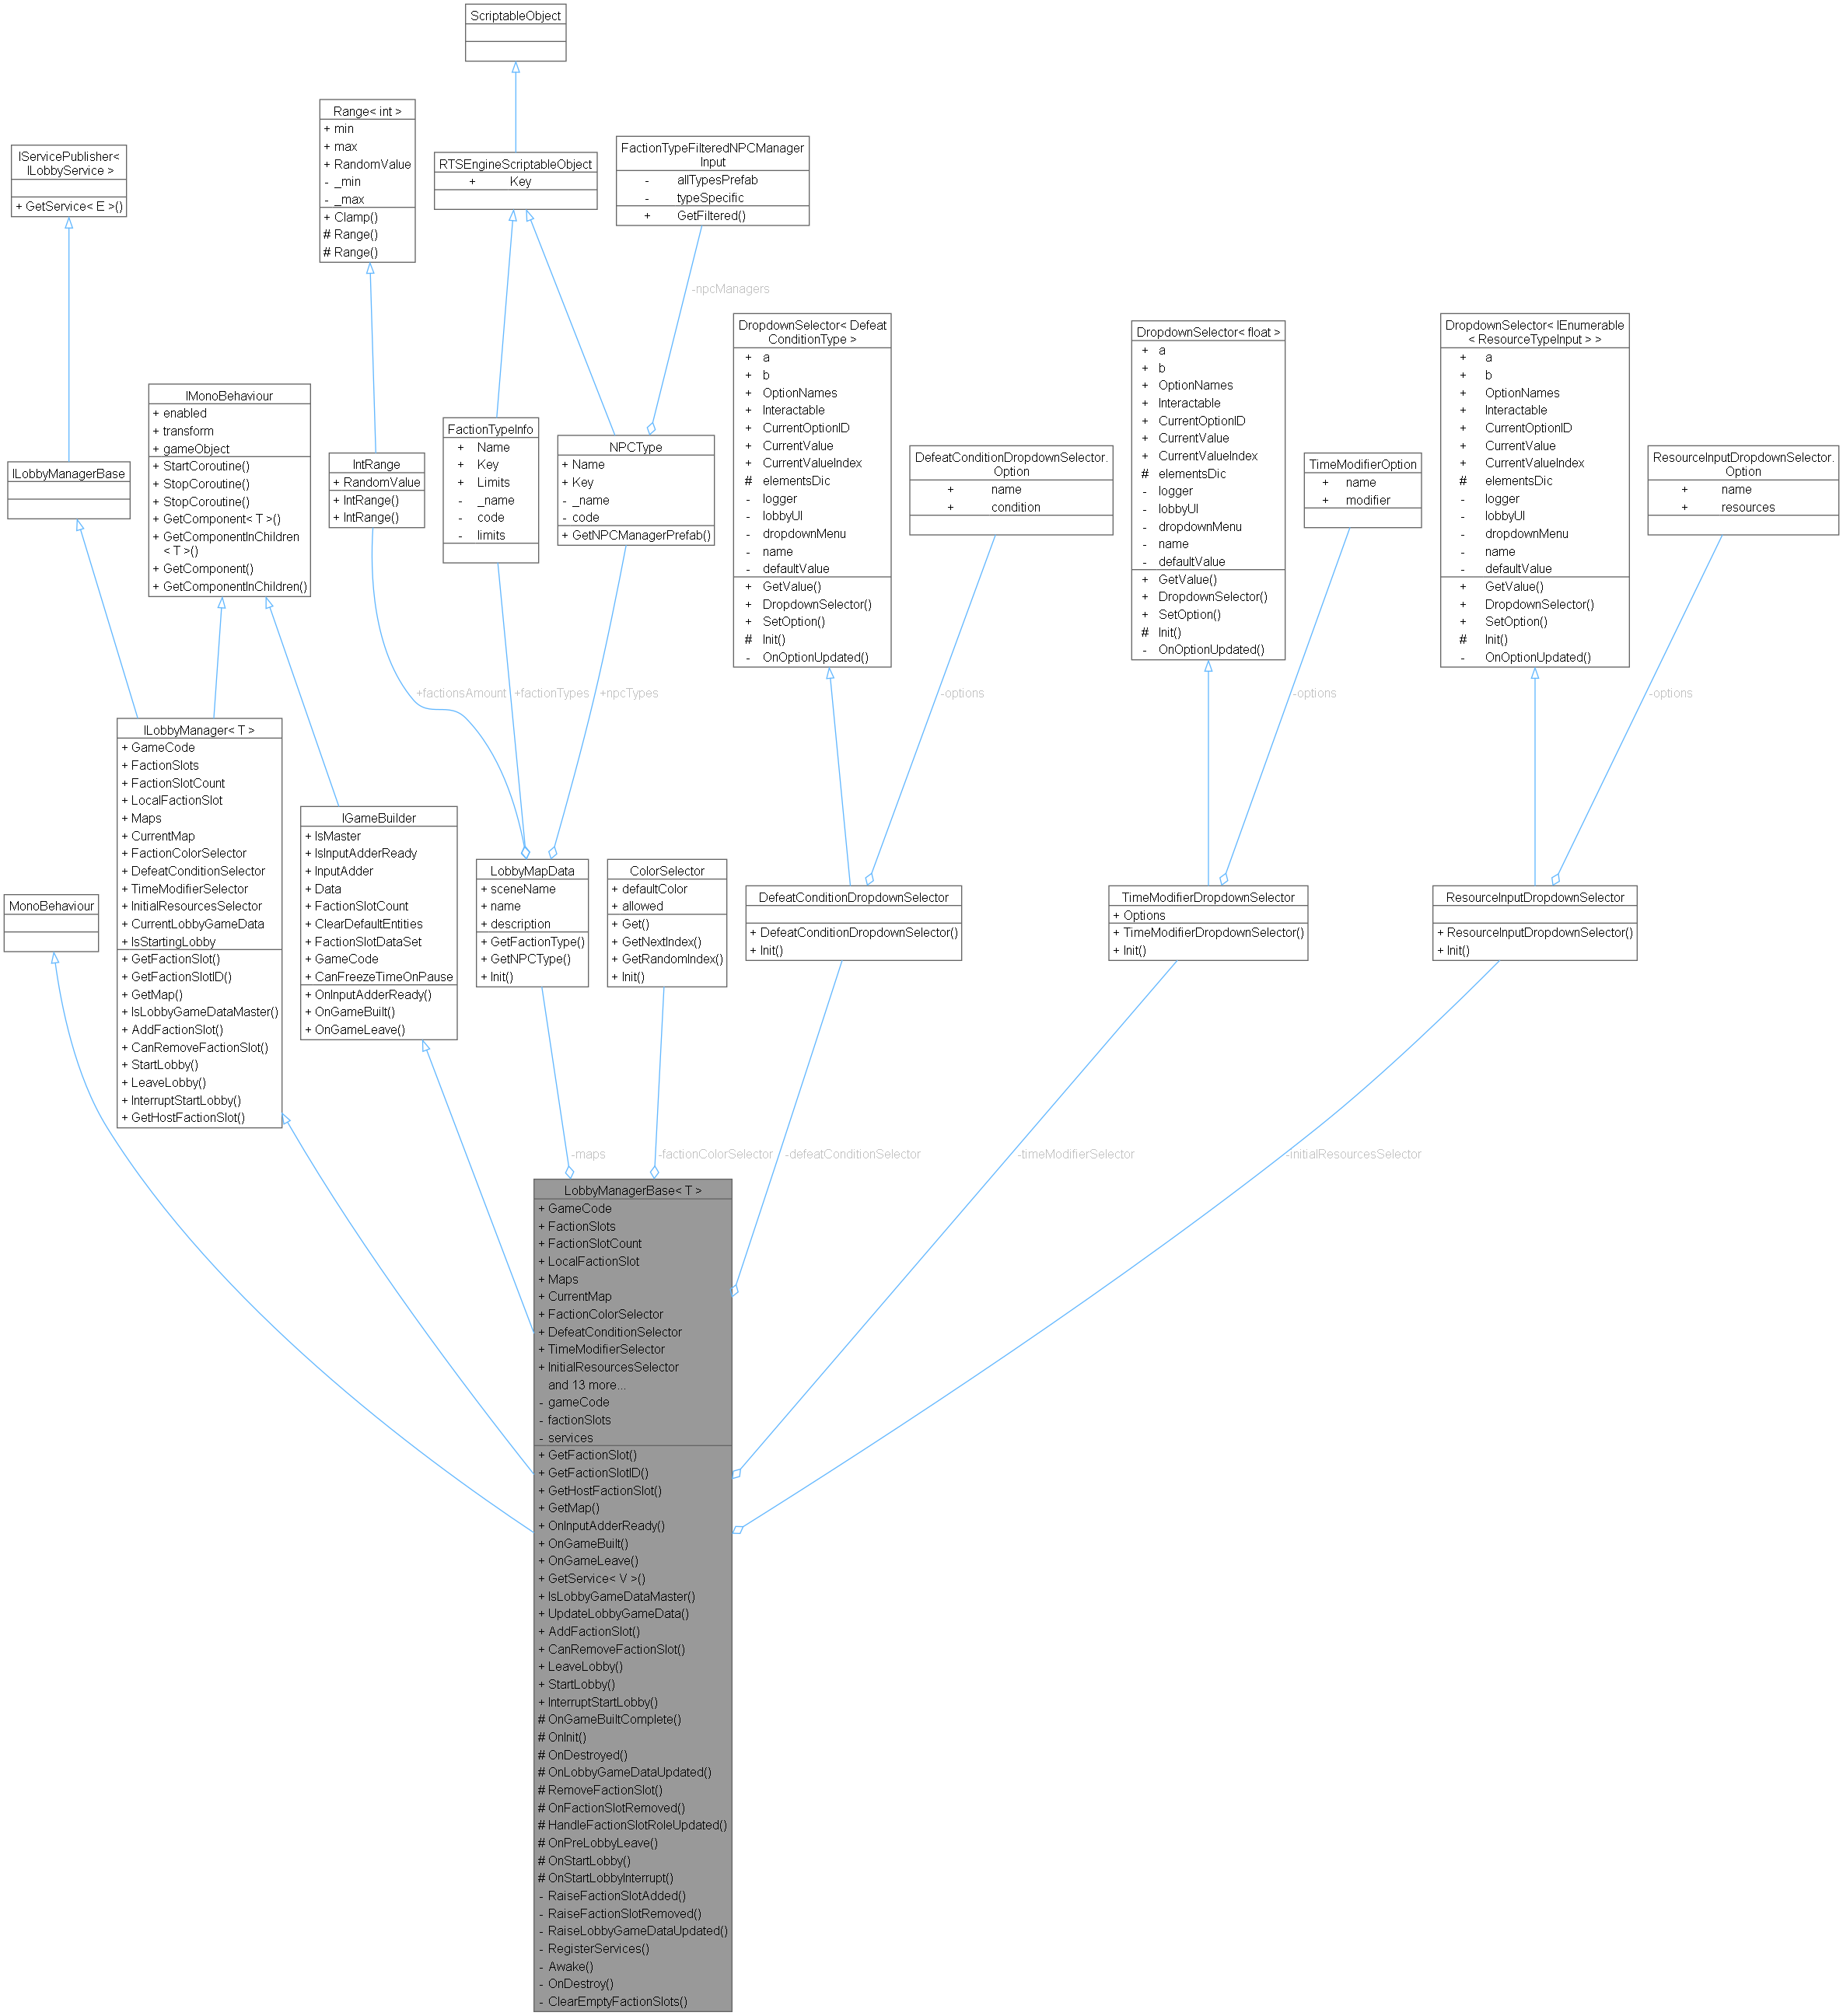 ScriptableObject
Range< int >
+ min
+ max
+ RandomValue
- _min
- _max
+ Clamp()
# Range()
# Range()
IServicePublisher<
ILobbyService >
+ GetService< E >()
RTSEngineScriptableObject
+ Key
FactionTypeFilteredNPCManager
Input
- allTypesPrefab
- typeSpecific
+ GetFiltered()
-npcManagers
DropdownSelector< Defeat
ConditionType >
+ a
+ b
+ OptionNames
+ Interactable
+ CurrentOptionID
+ CurrentValue
+ CurrentValueIndex
# elementsDic
- logger
- lobbyUI
- dropdownMenu
- name
- defaultValue
+ GetValue()
+ DropdownSelector()
+ SetOption()
# Init()
- OnOptionUpdated()
DropdownSelector< float >
+ a
+ b
+ OptionNames
+ Interactable
+ CurrentOptionID
+ CurrentValue
+ CurrentValueIndex
# elementsDic
- logger
- lobbyUI
- dropdownMenu
- name
- defaultValue
+ GetValue()
+ DropdownSelector()
+ SetOption()
# Init()
- OnOptionUpdated()
DropdownSelector< IEnumerable
< ResourceTypeInput > >
+ a
+ b
+ OptionNames
+ Interactable
+ CurrentOptionID
+ CurrentValue
+ CurrentValueIndex
# elementsDic
- logger
- lobbyUI
- dropdownMenu
- name
- defaultValue
+ GetValue()
+ DropdownSelector()
+ SetOption()
# Init()
- OnOptionUpdated()
IMonoBehaviour
+ enabled
+ transform
+ gameObject
+ StartCoroutine()
+ StopCoroutine()
+ StopCoroutine()
+ GetComponent< T >()
+ GetComponentInChildren
< T >()
+ GetComponent()
+ GetComponentInChildren()
ILobbyManagerBase
IntRange
+ RandomValue
+ IntRange()
+ IntRange()
FactionTypeInfo
+ Name
+ Key
+ Limits
- _name
- code
- limits
NPCType
+ Name
+ Key
- _name
- code
+ GetNPCManagerPrefab()
DefeatConditionDropdownSelector.
Option
+ name
+ condition
TimeModifierOption
+ name
+ modifier
ResourceInputDropdownSelector.
Option
+ name
+ resources
+factionsAmount
+factionTypes
+npcTypes
-options
-options
-options
ILobbyManager< T >
+ GameCode
+ FactionSlots
+ FactionSlotCount
+ LocalFactionSlot
+ Maps
+ CurrentMap
+ FactionColorSelector
+ DefeatConditionSelector
+ TimeModifierSelector
+ InitialResourcesSelector
+ CurrentLobbyGameData
+ IsStartingLobby
+ GetFactionSlot()
+ GetFactionSlotID()
+ GetMap()
+ IsLobbyGameDataMaster()
+ AddFactionSlot()
+ CanRemoveFactionSlot()
+ StartLobby()
+ LeaveLobby()
+ InterruptStartLobby()
+ GetHostFactionSlot()
IGameBuilder
+ IsMaster
+ IsInputAdderReady
+ InputAdder
+ Data
+ FactionSlotCount
+ ClearDefaultEntities
+ FactionSlotDataSet
+ GameCode
+ CanFreezeTimeOnPause
+ OnInputAdderReady()
+ OnGameBuilt()
+ OnGameLeave()
MonoBehaviour
LobbyMapData
+ sceneName
+ name
+ description
+ GetFactionType()
+ GetNPCType()
+ Init()
ColorSelector
+ defaultColor
+ allowed
+ Get()
+ GetNextIndex()
+ GetRandomIndex()
+ Init()
DefeatConditionDropdownSelector
+ DefeatConditionDropdownSelector()
+ Init()
TimeModifierDropdownSelector
+ Options
+ TimeModifierDropdownSelector()
+ Init()
ResourceInputDropdownSelector
+ ResourceInputDropdownSelector()
+ Init()
-maps
-factionColorSelector
-defeatConditionSelector
-timeModifierSelector
-initialResourcesSelector
LobbyManagerBase< T >
+ GameCode
+ FactionSlots
+ FactionSlotCount
+ LocalFactionSlot
+ Maps
+ CurrentMap
+ FactionColorSelector
+ DefeatConditionSelector
+ TimeModifierSelector
+ InitialResourcesSelector
and 13 more...
- gameCode
- factionSlots
- services
+ GetFactionSlot()
+ GetFactionSlotID()
+ GetHostFactionSlot()
+ GetMap()
+ OnInputAdderReady()
+ OnGameBuilt()
+ OnGameLeave()
+ GetService< V >()
+ IsLobbyGameDataMaster()
+ UpdateLobbyGameData()
+ AddFactionSlot()
+ CanRemoveFactionSlot()
+ LeaveLobby()
+ StartLobby()
+ InterruptStartLobby()
# OnGameBuiltComplete()
# OnInit()
# OnDestroyed()
# OnLobbyGameDataUpdated()
# RemoveFactionSlot()
# OnFactionSlotRemoved()
# HandleFactionSlotRoleUpdated()
# OnPreLobbyLeave()
# OnStartLobby()
# OnStartLobbyInterrupt()
- RaiseFactionSlotAdded()
- RaiseFactionSlotRemoved()
- RaiseLobbyGameDataUpdated()
- RegisterServices()
- Awake()
- OnDestroy()
- ClearEmptyFactionSlots()